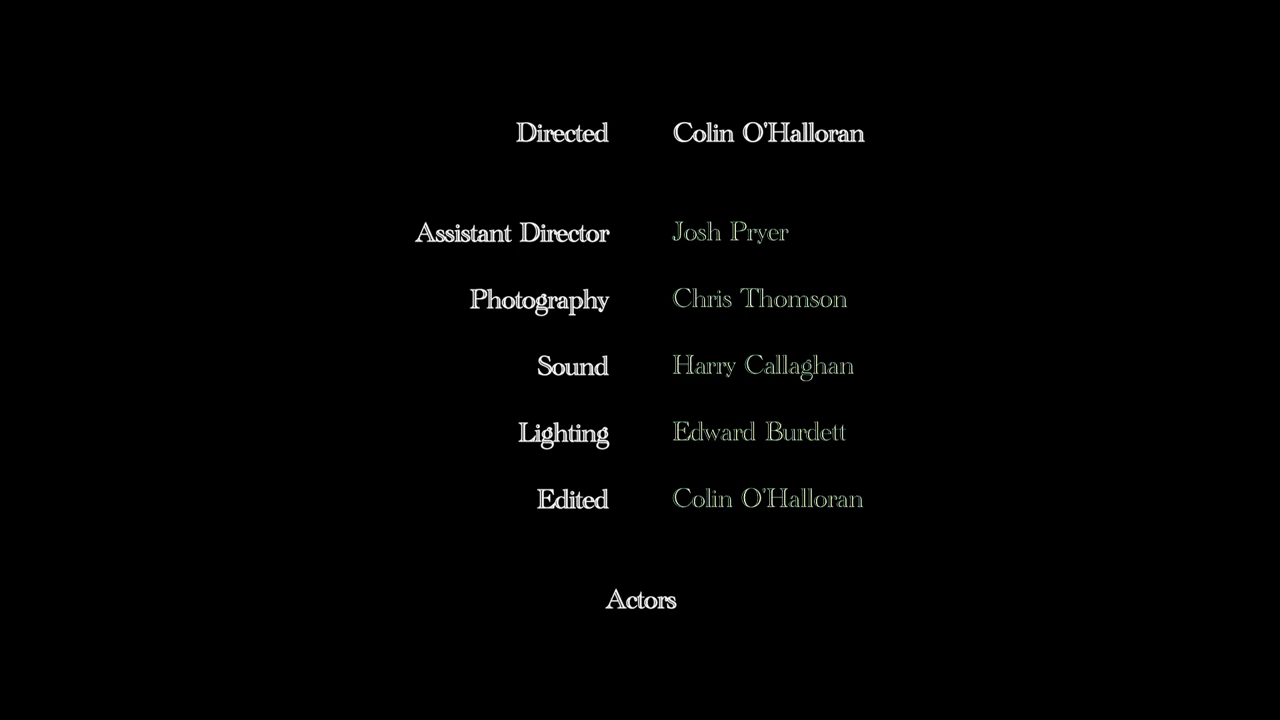 Directed Colin O'Halloran
Assistant Director Josh Pryer
Photography Chris Thomson
Sound Harry Callaghan
Lighting Edward Burdett
Edited Colin O'Halloran
Actors